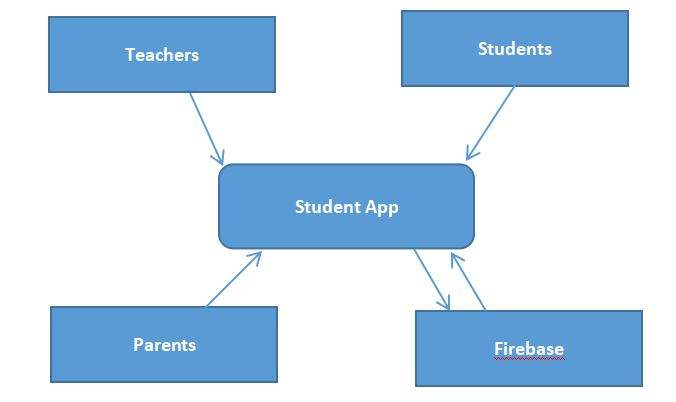 Teachers
Students
Student App
Parents
Firebase